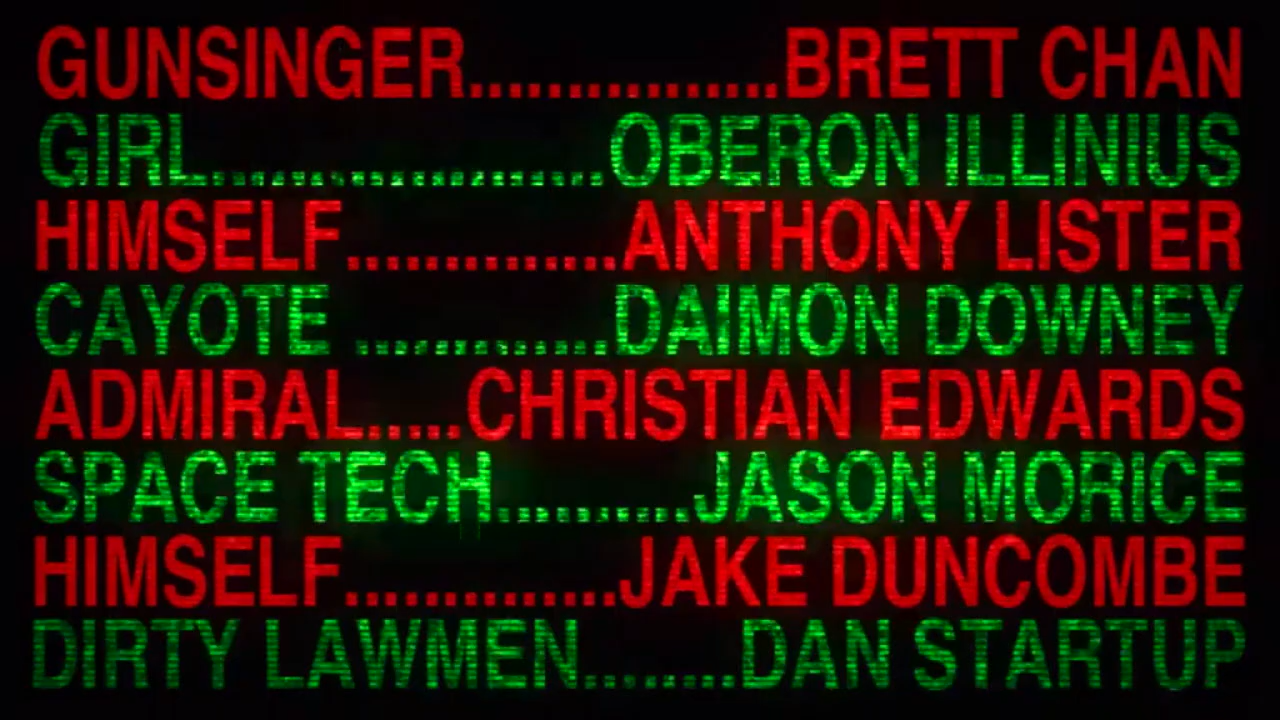 GUNSINGER...............BRETT CHAN
GIRL...................OBERON ILLINIUS
HIMSELF.............ANTHONY LISTER
CAYOTE ............DAIMON DOWNEY
ADMIRAL.....CHRISTIAN EDWARDS
SPACE TECH..........JASON MORICE
HIMSELF.............JAKE DUNCOMBE
DIRTY LAWMEN.......DAN STARTUP